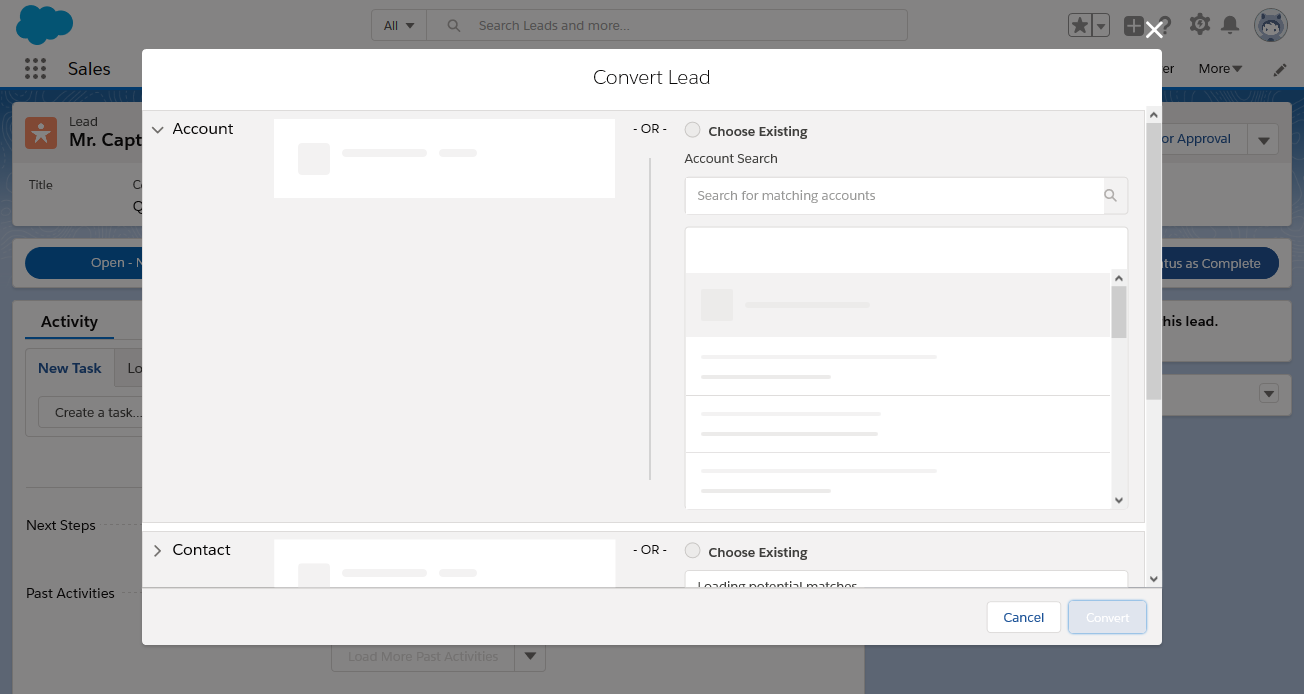 All
Search Leads and more...
Sales
More
Convert Lead
Lead
Mr. Capt
or Approval
Title
Open - N
tus as Complete
Account
- OR -
Choose Existing
Account Search
Search for matching accounts
Activity
his lead.
New Task
Create a task...
Next Steps
Contact
- OR -
Choose Existing
Loading potential matches
Past Activities
Cancel
Convert
Load More Past Activities